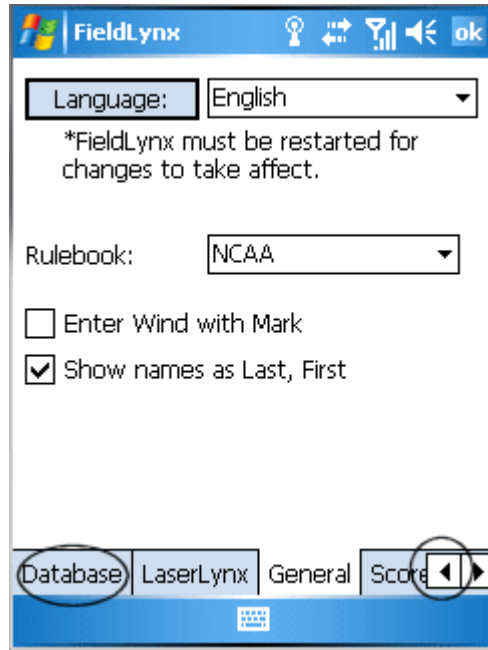 FieldLynx ok
Language: English
*FieldLynx must be restarted for
changes to take affect.
Rulebook: NCAA
Enter Wind with Mark
Show names as Last, First
Database LaserLynx General Score